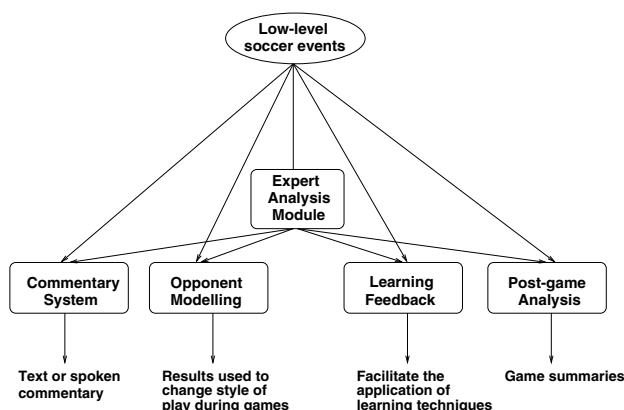 Low-level
soccer events
Expert
Analysis
Module
Commentary
System
Opponent
Modelling
Learning
Feedback
Post-game
Analysis
Text or spoken
commentary
Results used to
change style of
play during games
Facilitate the
application of
learning techniques
Game summaries